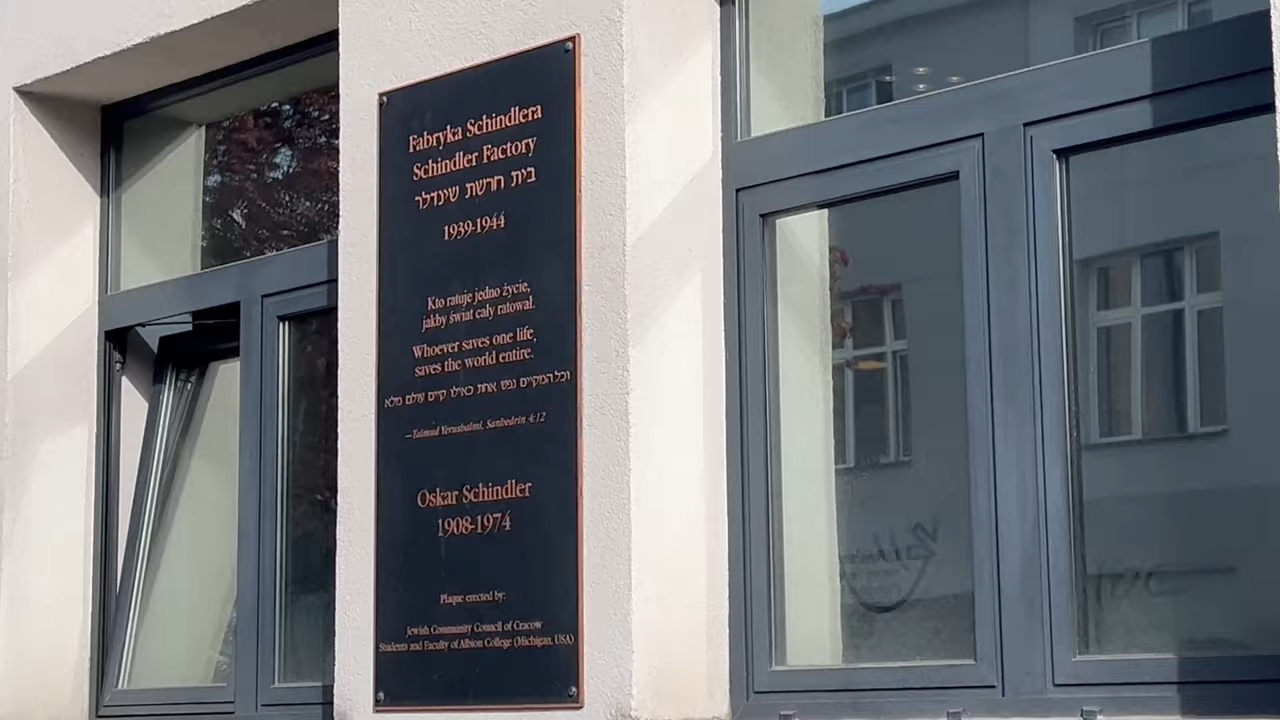 Fabryka Schindlera
Schindler Factory
בית חרשת שינדלר
1939-1944
Kto ratuje jedno życie,
jakby świat cały ratował.
Whoever saves one life,
saves the world entire.
וכל המקיים נפש אחת כאילו קיים עולם מלא
—Talmud Yerushalmi, Sanhedrin 4:12
Oskar Schindler
1908-1974
Plaque erected by:
Jewish Community Council of Cracow
Students and Faculty of Albion College (Michigan, USA)